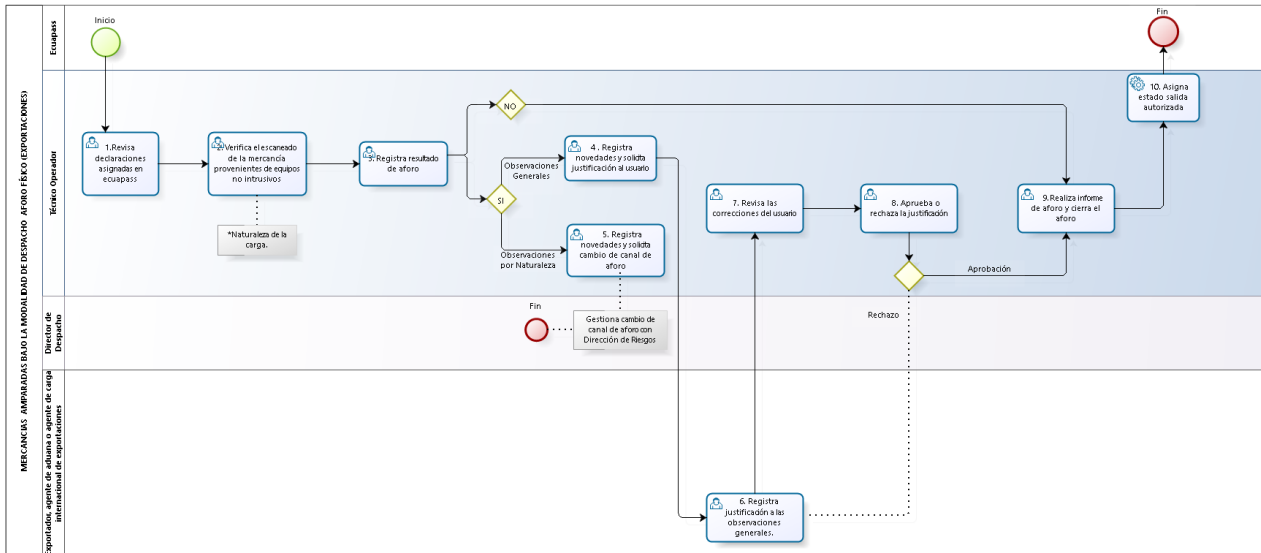 MERCANCIAS AMPARADAS BAJO LA MODALIDAD DE DESPACHO AFORO FÍSICO (EXPORTACIONES)
Ecuapass
Inicio
Fin
Técnico Operador
1.Revisa
declaraciones
asignadas en
ecuapass
2.Verifica el escaneado
de la mercancía
provenientes de equipos
no intrusivos
*Naturaleza de la
carga.
3. Registra resultado
de aforo
NO
SI
Observaciones
Generales
Observaciones
por Naturaleza
4 . Registra
novedades y solicita
justificación al usuario
5. Registra
novedades y solicita
cambio de canal de
aforo
7. Revisa las
correcciones del usuario
8. Aprueba o
rechaza la justificación
Aprobación
Rechazo
9.Realiza informe
de aforo y cierra el
aforo
10. Asigna
estado salida
autorizada
Director de
Despacho
Fin
Gestiona cambio de
canal de aforo con
Dirección de Riesgos
Exportador, agente de aduana o agente de carga
internacional de exportaciones
6. Registra
justificación a las
observaciones
generales.